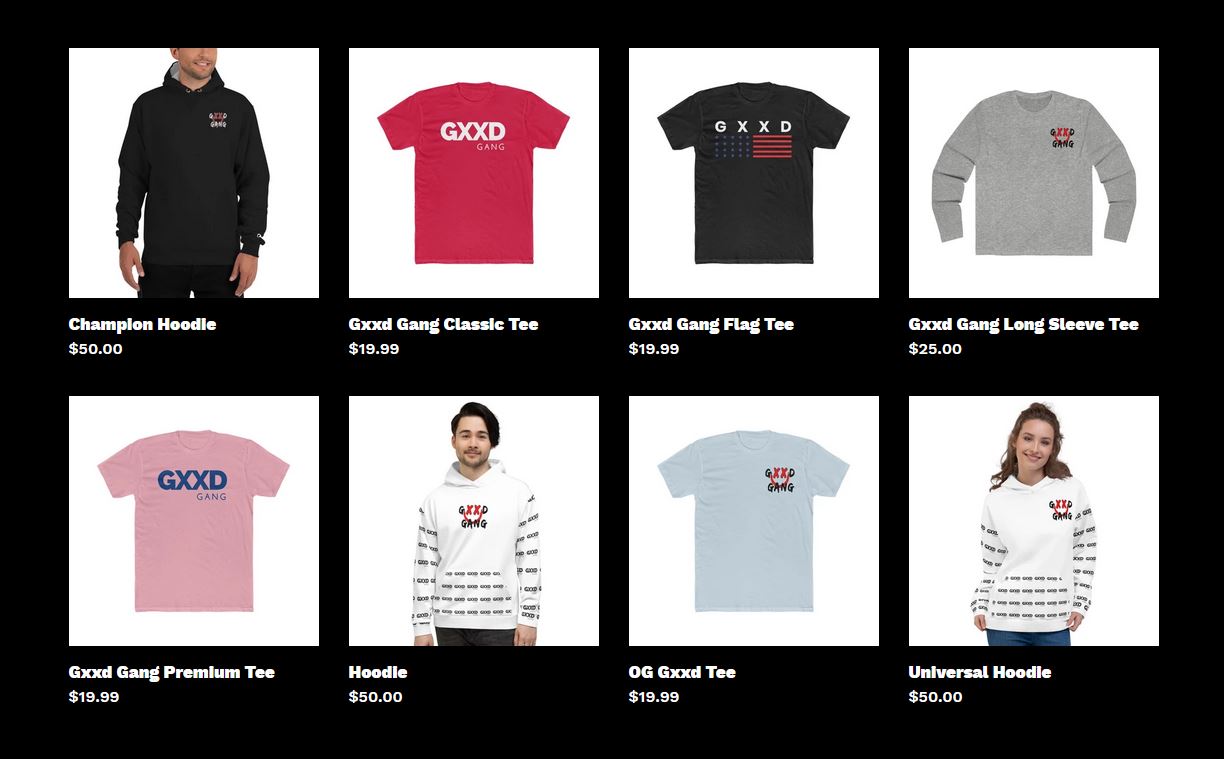 GXXD
GANG
GXXD
GANG
G X X D
GXXD
GANG
Champion Hoodie
$50.00
Gxxd Gang Classic Tee
$19.99
Gxxd Gang Flag Tee
$19.99
Gxxd Gang Long Sleeve Tee
$25.00
GXXD
GANG
GXXD
GANG
GXXD
GANG
GXXD
GANG
Gxxd Gang Premium Tee
$19.99
Hoodie
$50.00
OG Gxxd Tee
$19.99
Universal Hoodie
$50.00